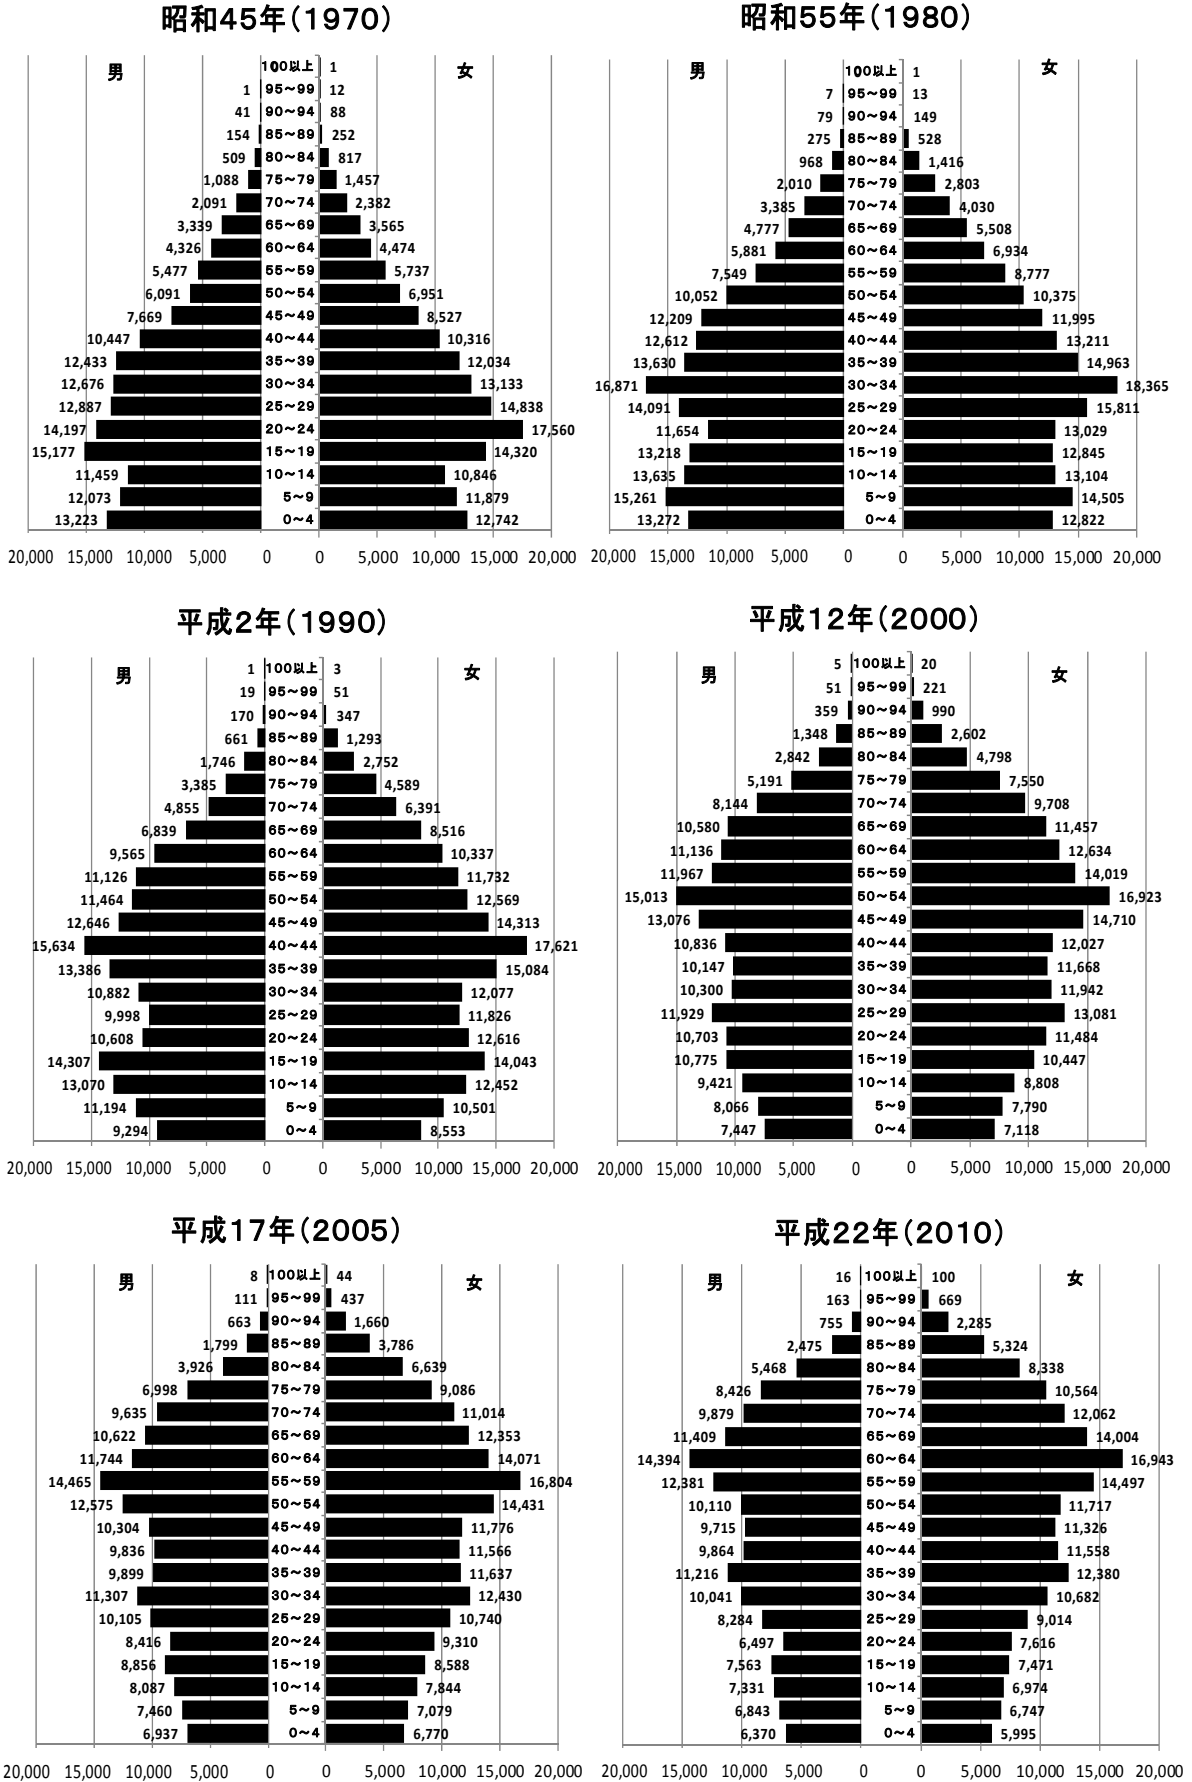 昭和45年(1970)
男 女
0 100以上 1
1 95～99 12
41 90～94 88
154 85～89 252
509 80～84 817
1,088 75～79 1,457
2,091 70～74 2,382
3,339 65～69 3,565
4,326 60～64 4,474
5,477 55～59 5,737
6,091 50～54 6,951
7,669 45～49 8,527
10,447 40～44 10,316
12,433 35～39 12,034
12,676 30～34 13,133
12,887 25～29 14,838
14,197 20～24 17,560
15,177 15～19 14,320
11,459 10～14 10,846
12,073 5～9 11,879
13,223 0～4 12,742
20,000 15,000 10,000 5,000 0 0 5,000 10,000 15,000 20,000
昭和55年(1980)
男 女
0 100以上 1
7 95～99 13
79 90～94 149
275 85～89 528
968 80～84 1,416
2,010 75～79 2,803
3,385 70～74 4,030
4,777 65～69 5,508
5,881 60～64 6,934
7,549 55～59 8,777
10,052 50～54 10,375
12,209 45～49 11,995
12,612 40～44 13,211
13,630 35～39 14,963
16,871 30～34 18,365
14,091 25～29 15,811
11,654 20～24 13,029
13,218 15～19 12,845
13,635 10～14 13,104
15,261 5～9 14,505
13,272 0～4 12,822
20,000 15,000 10,000 5,000 0 0 5,000 10,000 15,000 20,000
平成2年(1990)
男 女
1 100以上 3
19 95～99 51
170 90～94 347
661 85～89 1,293
1,746 80～84 2,752
3,385 75～79 4,589
4,855 70～74 6,391
6,839 65～69 8,516
9,565 60～64 10,337
11,126 55～59 11,732
11,464 50～54 12,569
12,646 45～49 14,313
15,634 40～44 17,621
13,386 35～39 15,084
10,882 30～34 12,077
9,998 25～29 11,826
10,608 20～24 12,616
14,307 15～19 14,043
13,070 10～14 12,452
11,194 5～9 10,501
9,294 0～4 8,553
20,000 15,000 10,000 5,000 0 0 5,000 10,000 15,000 20,000
平成12年(2000)
男 女
5 100以上 20
51 95～99 221
359 90～94 990
1,348 85～89 2,602
2,842 80～84 4,798
5,191 75～79 7,550
8,144 70～74 9,708
10,580 65～69 11,457
11,136 60～64 12,634
11,967 55～59 14,019
15,013 50～54 16,923
13,076 45～49 14,710
10,836 40～44 12,027
10,147 35～39 11,668
10,300 30～34 11,942
11,929 25～29 13,081
10,703 20～24 11,484
10,775 15～19 10,447
9,421 10～14 8,808
8,066 5～9 7,790
7,447 0～4 7,118
20,000 15,000 10,000 5,000 0 0 5,000 10,000 15,000 20,000
平成17年(2005)
男 女
8 100以上 44
111 95～99 437
663 90～94 1,660
1,799 85～89 3,786
3,926 80～84 6,639
6,998 75～79 9,086
9,635 70～74 11,014
10,622 65～69 12,353
11,744 60～64 14,071
14,465 55～59 16,804
12,575 50～54 14,431
10,304 45～49 11,776
9,836 40～44 11,566
9,899 35～39 11,637
11,307 30～34 12,430
10,105 25～29 10,740
8,416 20～24 9,310
8,856 15～19 8,588
8,087 10～14 7,844
7,460 5～9 7,079
6,937 0～4 6,770
20,000 15,000 10,000 5,000 0 0 5,000 10,000 15,000 20,000
平成22年(2010)
男 女
16 100以上 100
163 95～99 669
755 90～94 2,285
2,475 85～89 5,324
5,468 80～84 8,338
8,426 75～79 10,564
9,879 70～74 12,062
11,409 65～69 14,004
14,394 60～64 16,943
12,381 55～59 14,497
10,110 50～54 11,717
9,715 45～49 11,326
9,864 40～44 11,558
11,216 35～39 12,380
10,041 30～34 10,682
8,284 25～29 9,014
6,497 20～24 7,616
7,563 15～19 7,471
7,331 10～14 6,974
6,843 5～9 6,747
6,370 0～4 5,995
20,000 15,000 10,000 5,000 0 0 5,000 10,000 15,000 20,000